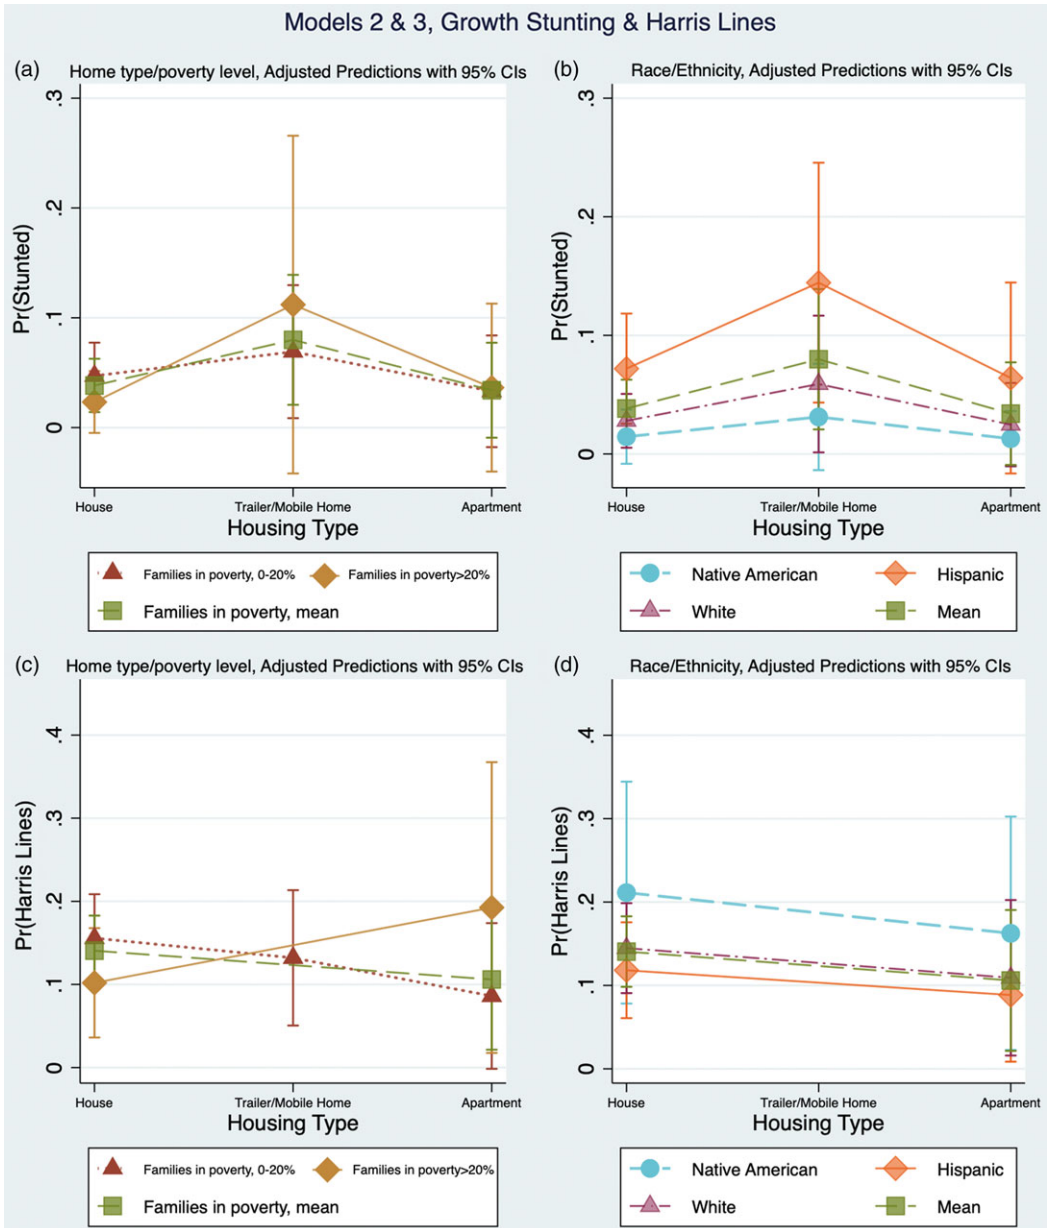 Models 2 & 3, Growth Stunting & Harris Lines
(a) Home type/poverty level, Adjusted Predictions with 95% CIs
.3
.2
.1
0
Pr(Stunted)
House Trailer/Mobile Home Apartment
Housing Type
Families in poverty, 0-20% Families in poverty>20%
Families in poverty, mean
(b) Race/Ethnicity, Adjusted Predictions with 95% CIs
.3
.2
.1
0
Pr(Stunted)
House Trailer/Mobile Home Apartment
Housing Type
Native American Hispanic
White Mean
(c) Home type/poverty level, Adjusted Predictions with 95% CIs
.4
.3
.2
.1
0
Pr(Harris Lines)
House Trailer/Mobile Home Apartment
Housing Type
Families in poverty, 0-20% Families in poverty>20%
Families in poverty, mean
(d) Race/Ethnicity, Adjusted Predictions with 95% CIs
.4
.3
.2
.1
0
Pr(Harris Lines)
House Trailer/Mobile Home Apartment
Housing Type
Native American Hispanic
White Mean